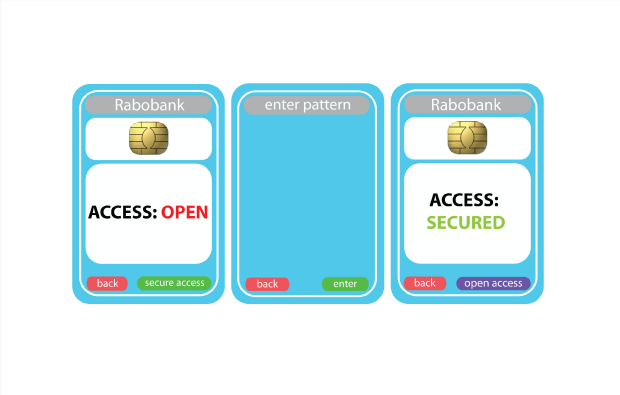 Rabobank
ACCESS: OPEN
back
secure access
enter pattern
back
enter
Rabobank
ACCESS:
SECURED
back
open access